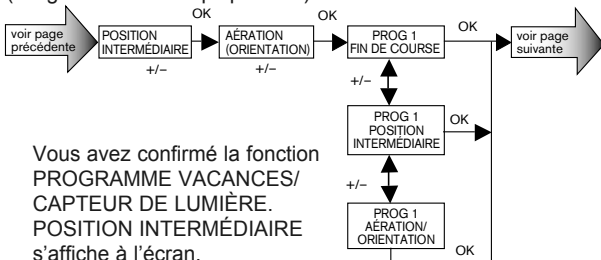 OK
OK
voir page
précédente
POSITION
INTERMÉDIAIRE
+/–
AÉRATION
(ORIENTATION)
+/–
PROG 1
FIN DE COURSE
OK
voir page
suivante
+/–
PROG 1
POSITION
INTERMÉDIAIRE
OK
+/–
PROG 1
AÉRATION/
ORIENTATION
OK
Vous avez confirmé la fonction
PROGRAMME VACANCES/
CAPTEUR DE LUMIÈRE.
POSITION INTERMÉDIAIRE
s'affiche à l'écran.